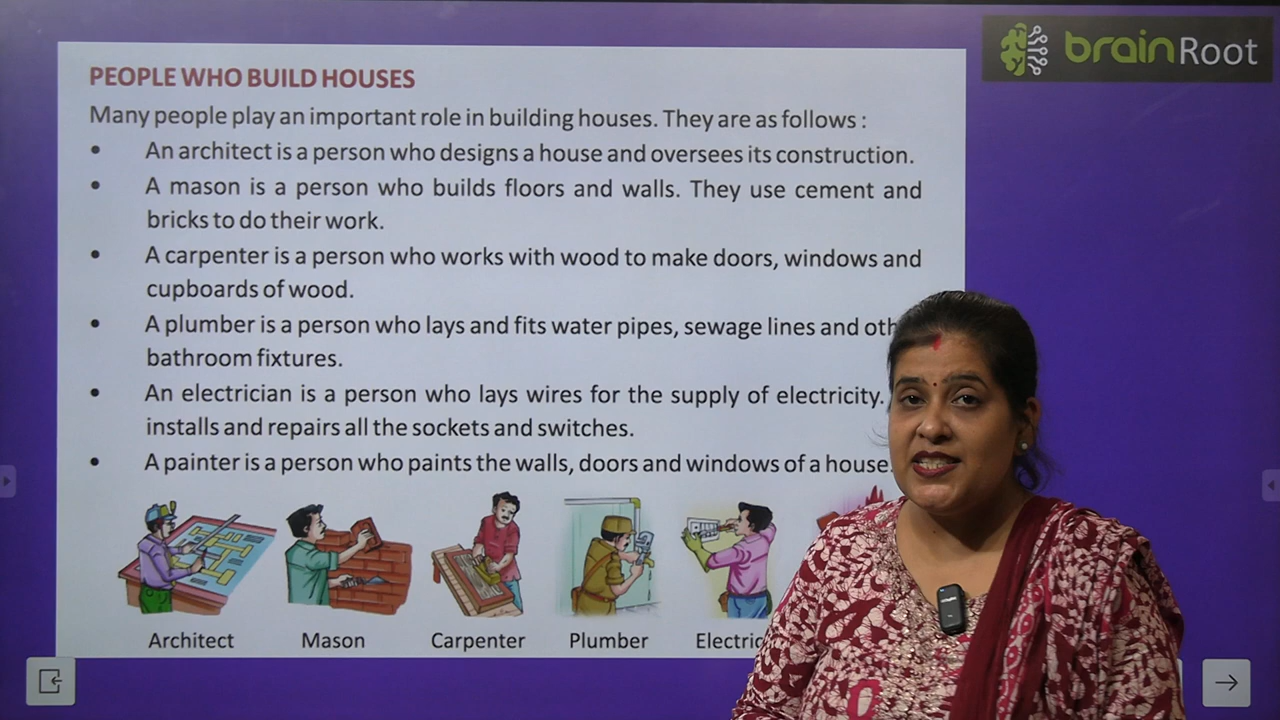 brainRoot
PEOPLE WHO BUILD HOUSES
Many people play an important role in building houses. They are as follows :
• An architect is a person who designs a house and oversees its construction.
• A mason is a person who builds floors and walls. They use cement and
bricks to do their work.
• A carpenter is a person who works with wood to make doors, windows and
cupboards of wood.
• A plumber is a person who lays and fits water pipes, sewage lines and oth
bathroom fixtures.
• An electrician is a person who lays wires for the supply of electricity.
installs and repairs all the sockets and switches.
• A painter is a person who paints the walls, doors and windows of a house.
Architect Mason Carpenter Plumber Electric